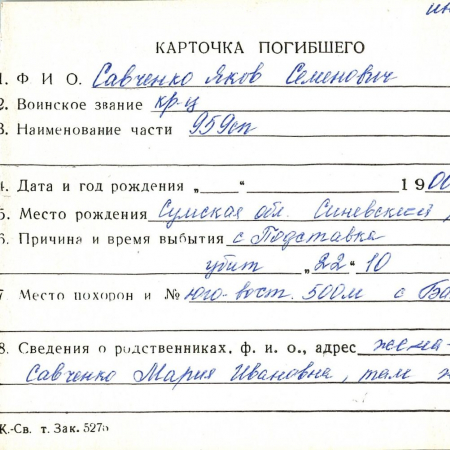 КАРТОЧКА ПОГИБШЕГО
1. Ф. И О. Савченко Яков Семенович
2. Воинское звание кр-ц
3. Наименование части 959сп
4. Дата и год рождения „ “ 1900
5. Место рождения Сумская обл. Синевский
6. Причина и время выбытия с Подставка
убит „22“ 10
7 Место похорон и № юго-вост. 500м с
8. Сведения о родственниках, ф. и. о., адрес жена-
Савченко Мария Ивановна, там
К.-Св. т. Зак. 527